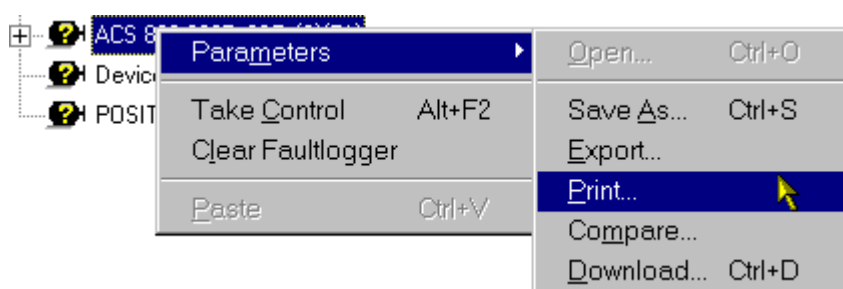 ACS 8
Parameters
Open... Ctrl+O
Device
Take Control Alt+F2
Save As... Ctrl+S
POSIT
Clear Faultlogger
Export...
Print...
Paste Ctrl+V
Compare...
Download... Ctrl+D